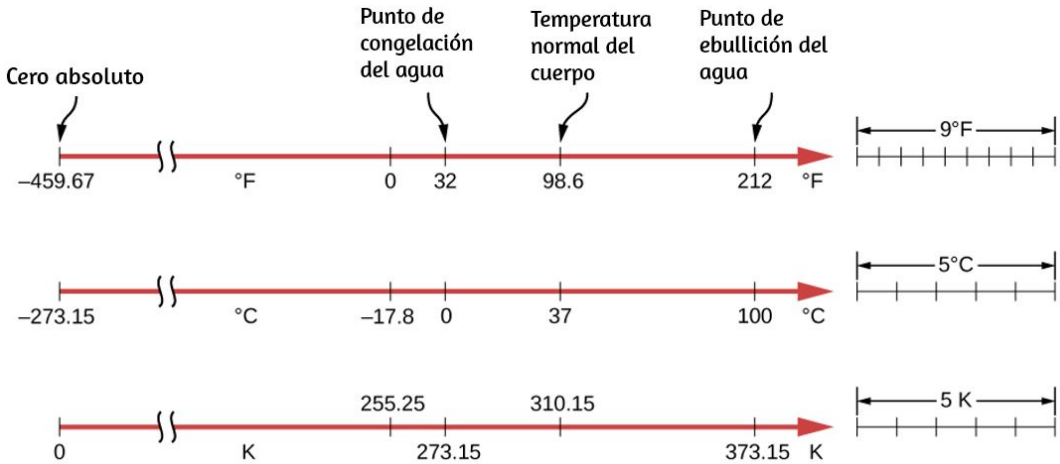 Punto de
congelación
del agua
Temperatura
normal del
cuerpo
Punto de
ebullición del
agua
Cero absoluto
9°F
–459.67 °F 0 32 98.6 212 °F
5°C
–273.15 °C –17.8 0 37 100 °C
255.25 310.15 5 K
0 K 273.15 373.15 K